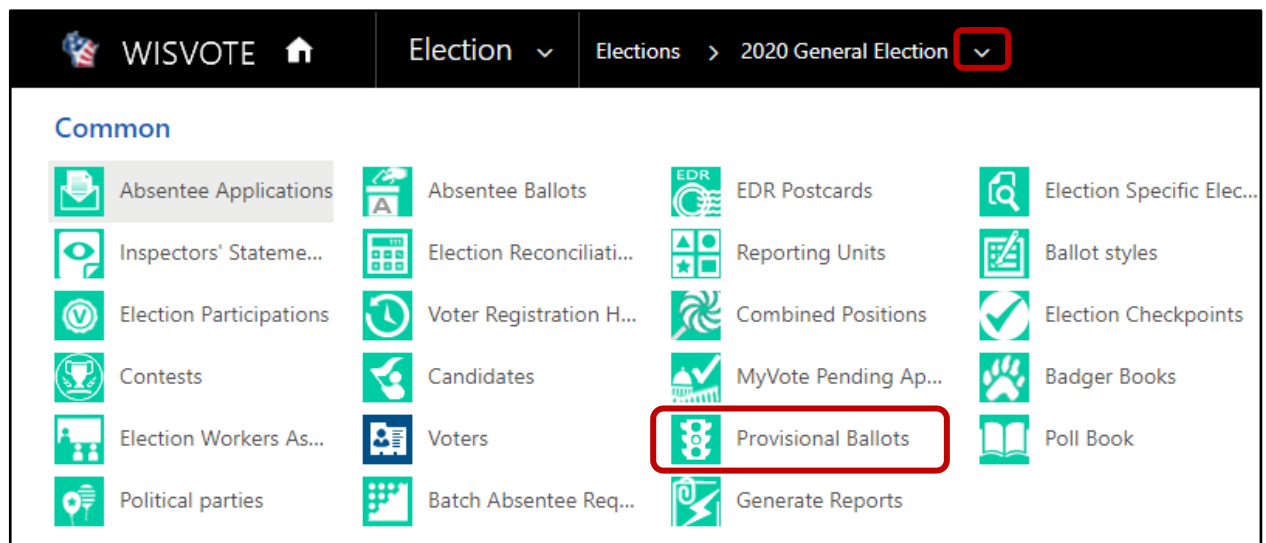 WISVOTE Election Elections > 2020 General Election
Common
Absentee Applications Absentee Ballots EDR EDR Postcards Election Specific Elec...
A
Inspectors' Stateme... 111 Election Reconciliati... Reporting Units Ballot styles
V Election Participations Voter Registration H... Combined Positions Election Checkpoints
Contests Candidates MyVote Pending Ap... Badger Books
Election Workers As... Voters Provisional Ballots Poll Book
Political parties Batch Absentee Req... Generate Reports